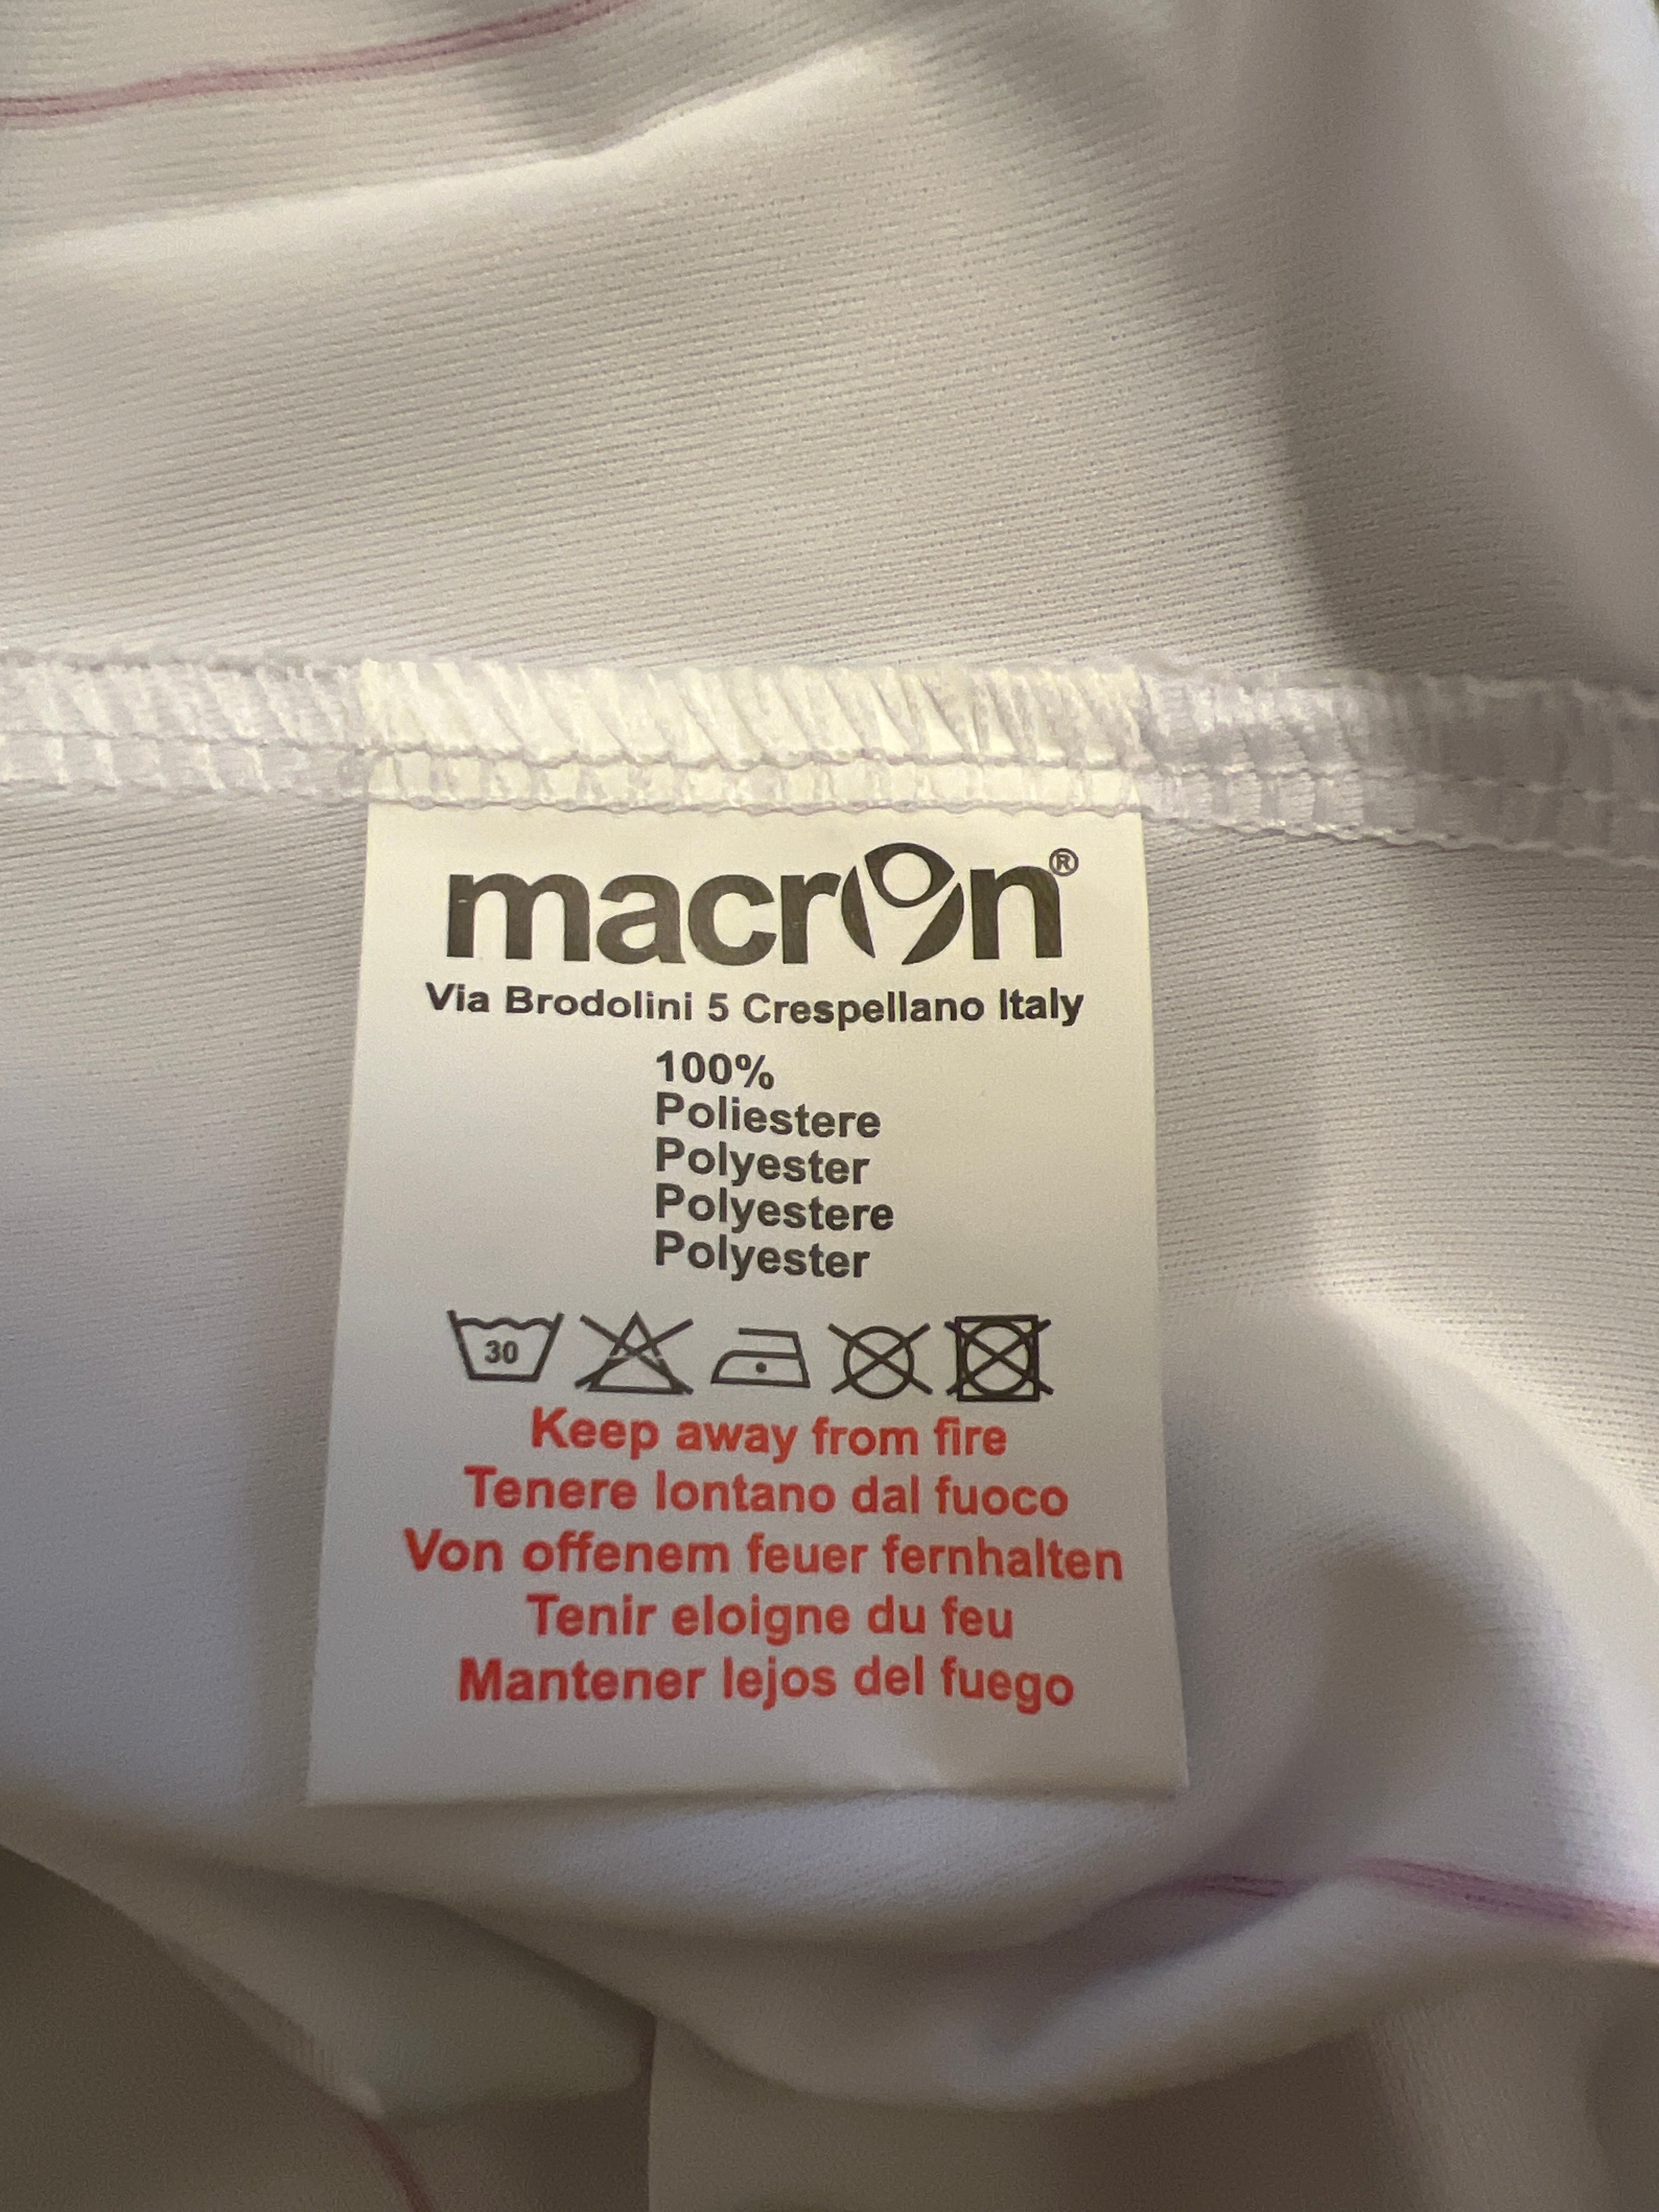 macron®
Via Brodolini 5 Crespellano Italy
100%
Poliestere
Polyester
Polyestere
Polyester
30
Keep away from fire
Tenere lontano dal fuoco
Von offenem feuer fernhalten
Tenir eloigne du feu
Mantener lejos del fuego